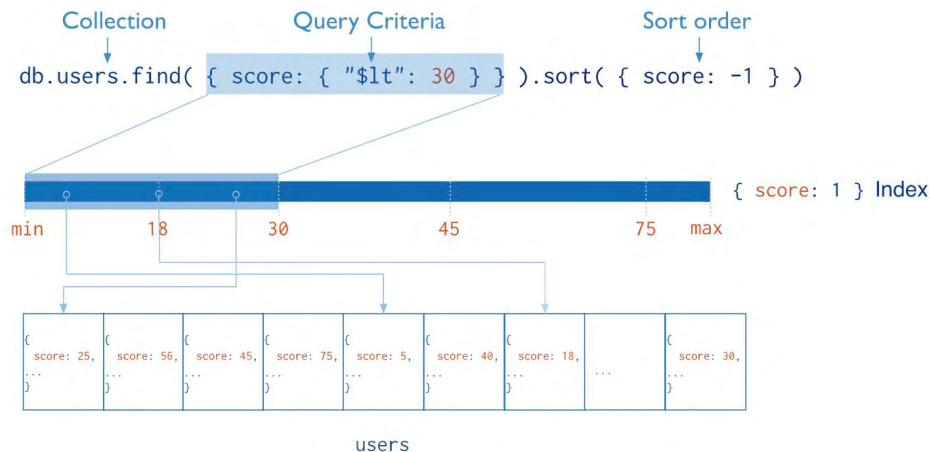 Collection Query Criteria Sort order
db.users.find( { score: { "$lt": 30 } } ).sort( { score: -1 } )
{ score: 1 } Index
min 18 30 45 75 max
{ { { { { { { {
score: 25, score: 56, score: 45, score: 75, score: 5, score: 40, score: 18, score: 30,
... ... ... ... ... ... ... ... ...
} } } } } } } }
users